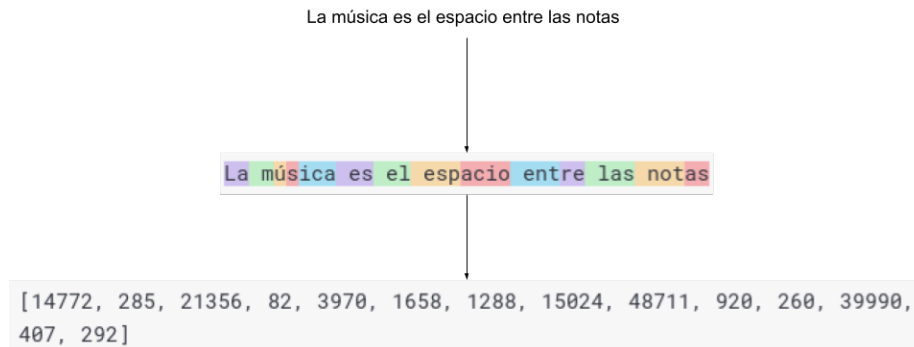 La música es el espacio entre las notas
La música es el espacio entre las notas
[14772, 285, 21356, 82, 3970, 1658, 1288, 15024, 48711, 920, 260, 39990,
407, 292]